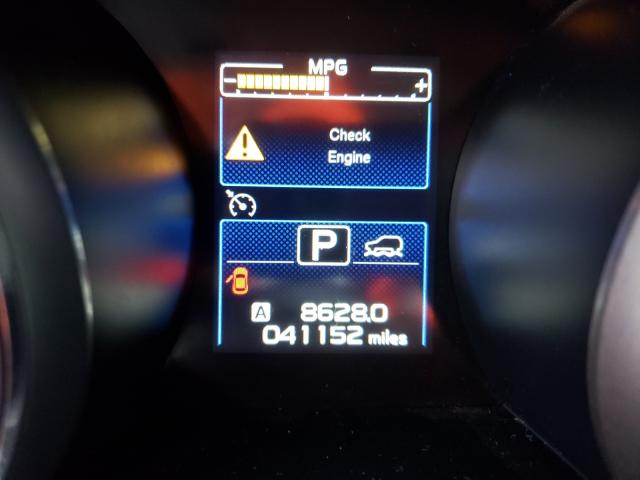 MPG
- +
Check
Engine
P
A 8628.0
041152 miles